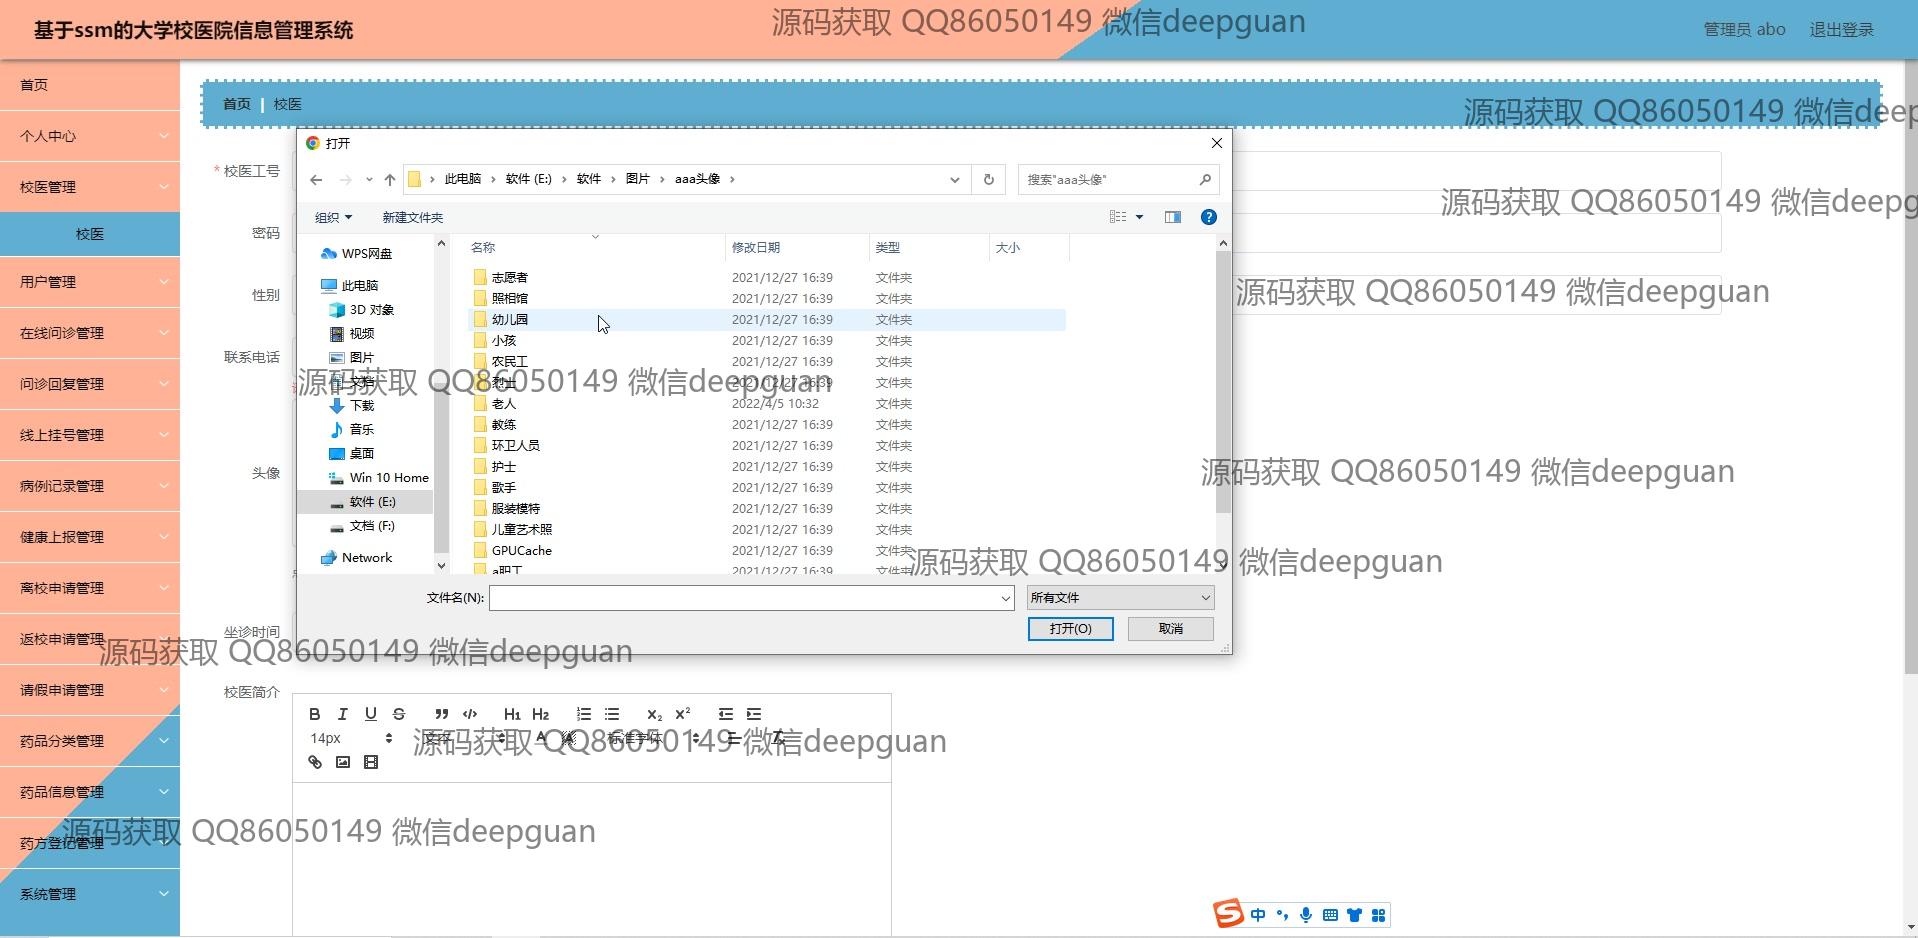 基于ssm的大学校医院信息管理系统
源码获取 QQ86050149 微信deepguan
管理员 abo 退出登录
首页
个人中心
校医管理
校医
用户管理
在线问诊管理
问诊回复管理
线上挂号管理
病例记录管理
健康上报管理
离校申请管理
返校申请管理
请假申请管理
药品分类管理
药品信息管理
药方登记管理
系统管理
首页 | 校医
源码获取 QQ86050149 微信deep
* 校医工号
源码获取 QQ86050149 微信deepg
密码
性别
源码获取 QQ86050149 微信deepguan
联系电话
头像
源码获取 QQ86050149 微信deepguan
坐诊时间
校医简介
打开
此电脑 › 软件 (E:) › 软件 › 图片 › aaa头像 ›
搜索"aaa头像"
组织 新建文件夹
WPS网盘
此电脑
3D 对象
视频
图片
文档
下载
音乐
桌面
Win 10 Home
软件 (E:)
文档 (F:)
Network
名称 修改日期 类型 大小
志愿者 2021/12/27 16:39 文件夹
照相馆 2021/12/27 16:39 文件夹
幼儿园 2021/12/27 16:39 文件夹
小孩 2021/12/27 16:39 文件夹
农民工 2021/12/27 16:39 文件夹
烈士 2021/12/27 16:39 文件夹
源码获取 QQ86050149 微信deepguan
老人 2022/4/5 10:32 文件夹
教练 2021/12/27 16:39 文件夹
环卫人员 2021/12/27 16:39 文件夹
护士 2021/12/27 16:39 文件夹
歌手 2021/12/27 16:39 文件夹
服装模特 2021/12/27 16:39 文件夹
儿童艺术照 2021/12/27 16:39 文件夹
GPUCache 2021/12/27 16:39 文件夹
a职工 2021/12/27 16:39 文件夹
源码获取 QQ86050149 微信deepguan
文件名(N): 所有文件
打开(O) 取消
源码获取 QQ86050149 微信deepguan
B I U S H1 H2 X2 X2
14px 文本 A 标准字体
源码获取 QQ86050149 微信deepguan
源码获取 QQ86050149 微信deepguan
中